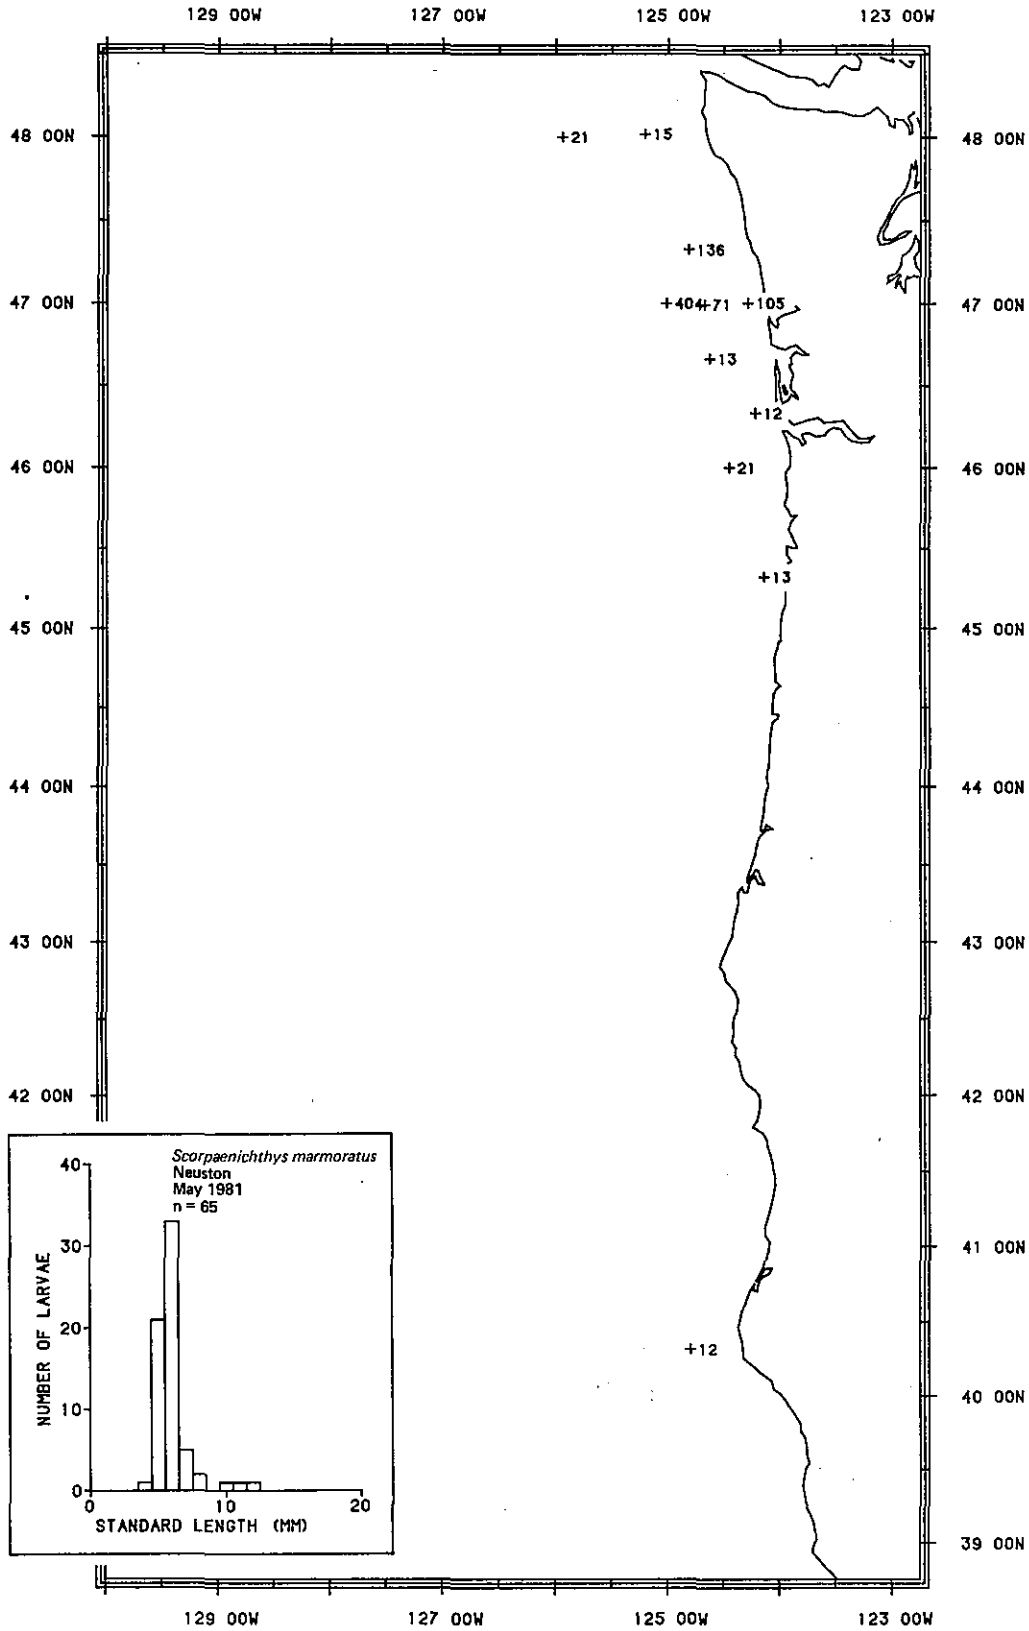 129 00W 127 00W 125 00W 123 00W
48 00N +21 +15 48 00N
+136
47 00N +404 +71 +105 47 00N
+13
+12
46 00N +21 46 00N
+13
45 00N 45 00N
44 00N 44 00N
43 00N 43 00N
42 00N 42 00N
Scorpaenichthys marmoratus
Neuston
May 1981
n = 65
40
30
20
10
0
NUMBER OF LARVAE
0 10 20
STANDARD LENGTH (MM)
41 00N
+12
40 00N
39 00N
129 00W 127 00W 125 00W 123 00W